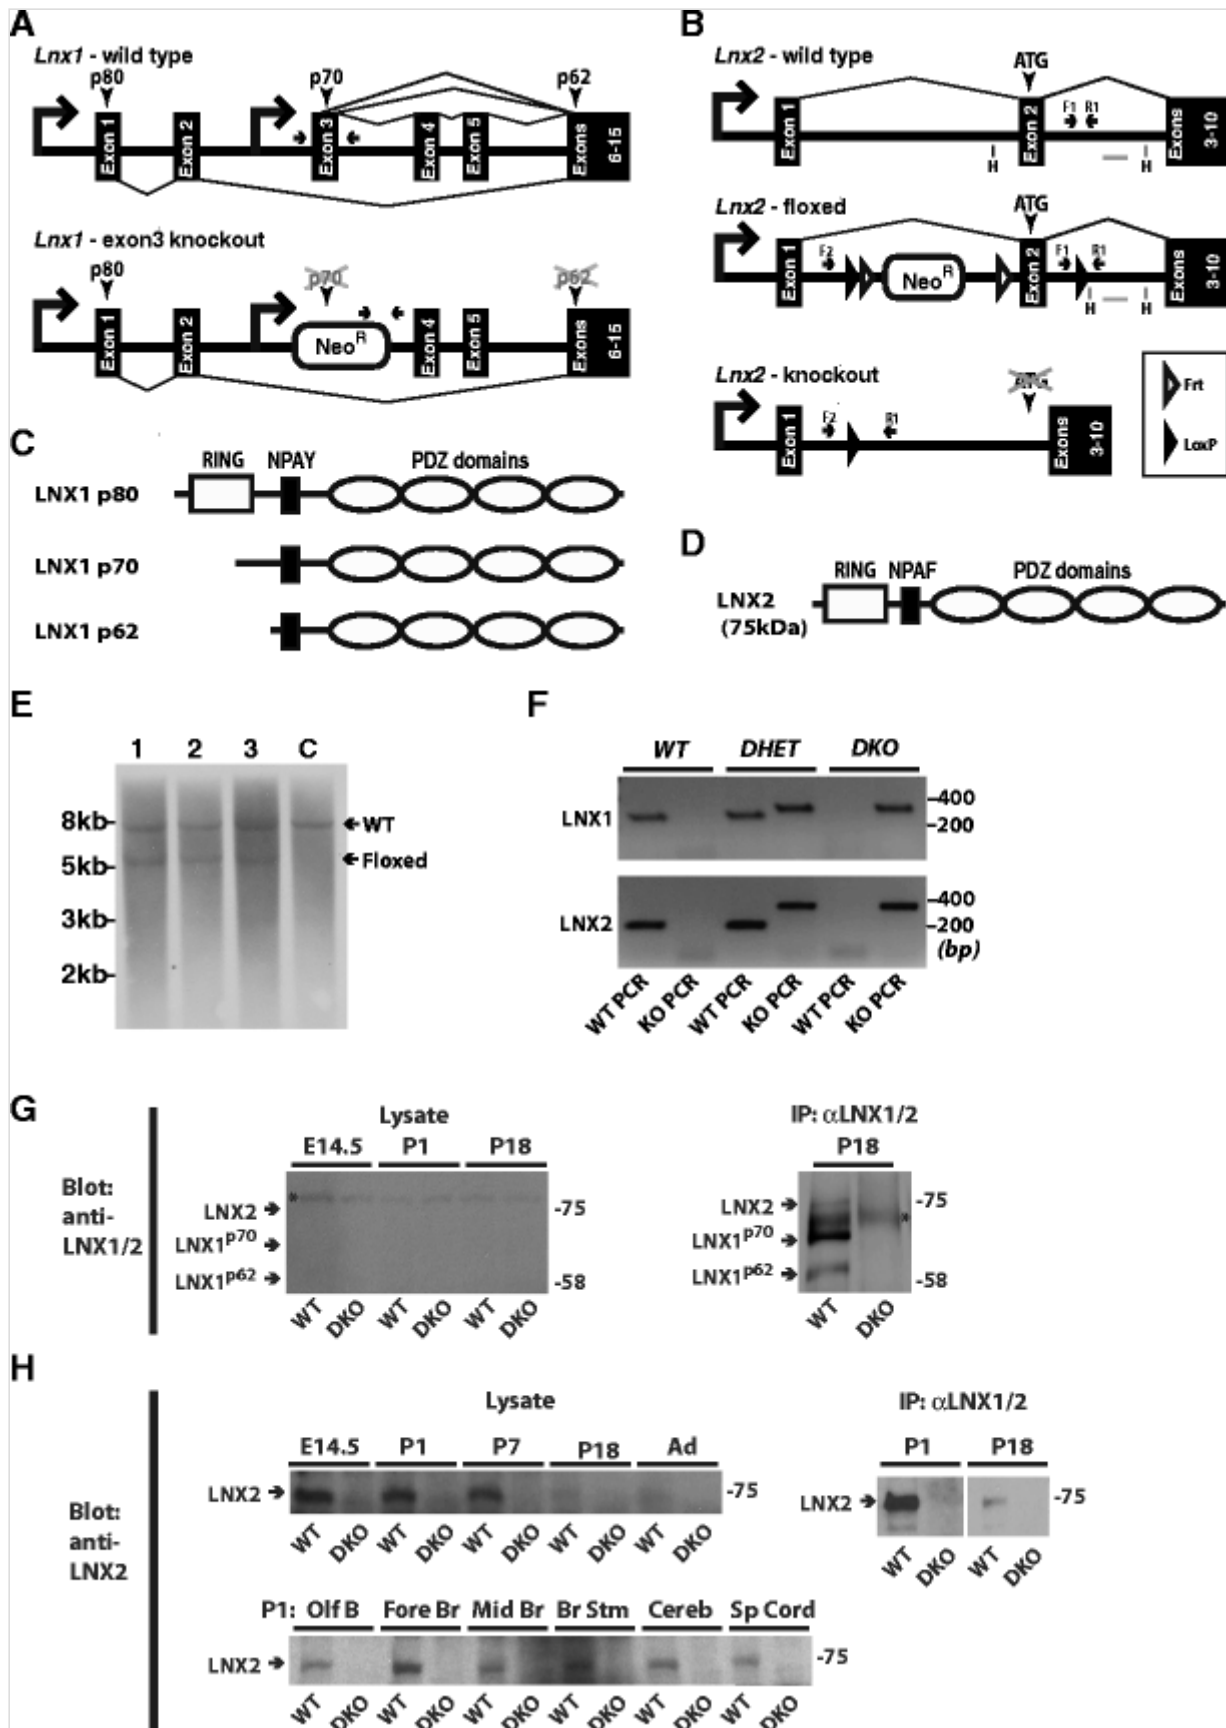 A
Lnx1 - wild type
p80 p70 p62
Exon 1 Exon 2 Exon 3 Exon 4 Exon 5 Exons 6-15
Lnx1 - exon3 knockout
p80 p70 p62
Exon 1 Exon 2 Neo^R Exon 4 Exon 5 Exons 6-15
B
Lnx2 - wild type
ATG
Exon 1 Exon 2 F1 R1 Exons 3-10
H H
Lnx2 - floxed
ATG
Exon 1 F2 Neo^R Exon 2 F1 R1 Exons 3-10
H H
Lnx2 - knockout
ATG
Exon 1 F2 R1 Exons 3-10
Frt
LoxP
C
RING NPAY PDZ domains
LNX1 p80
LNX1 p70
LNX1 p62
D
RING NPAF PDZ domains
LNX2
(75kDa)
E
1 2 3 C
8kb-
5kb-
3kb-
2kb-
WT
Floxed
F
WT DHET DKO
LNX1
-400
-200
LNX2
-400
-200
(bp)
WT PCR KO PCR WT PCR KO PCR WT PCR KO PCR
G
Blot:
anti-
LNX1/2
Lysate
E14.5 P1 P18
*
LNX2
LNX1^p70
LNX1^p62
-75
-58
WT DKO WT DKO WT DKO
IP: αLNX1/2
P18
LNX2
LNX1^p70
LNX1^p62
-75
*
-58
WT DKO
H
Blot:
anti-
LNX2
Lysate
E14.5 P1 P7 P18 Ad
LNX2
-75
WT DKO WT DKO WT DKO WT DKO WT DKO
IP: αLNX1/2
P1 P18
LNX2
-75
WT DKO WT DKO
P1: Olf B Fore Br Mid Br Br Stm Cereb Sp Cord
LNX2
-75
WT DKO WT DKO WT DKO WT DKO WT DKO WT DKO